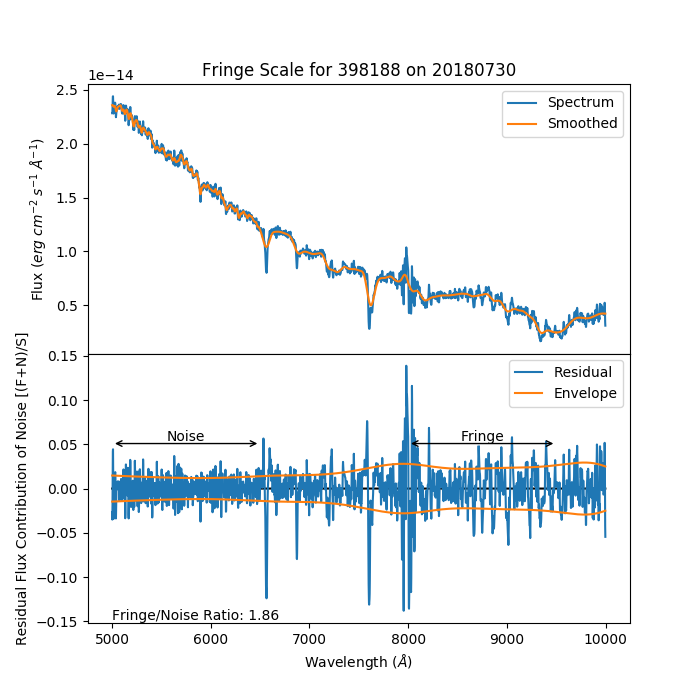 Fringe Scale for 398188 on 20180730
1e−14
2.5
2.0
1.5
1.0
0.5
Flux (erg cm⁻² s⁻¹ Å⁻¹)
Spectrum
Smoothed
0.15
0.10
0.05
0.00
−0.05
−0.10
−0.15
Residual Flux Contribution of Noise [(F+N)/S]
Residual
Envelope
Noise
Fringe
Fringe/Noise Ratio: 1.86
5000 6000 7000 8000 9000 10000
Wavelength (Å)